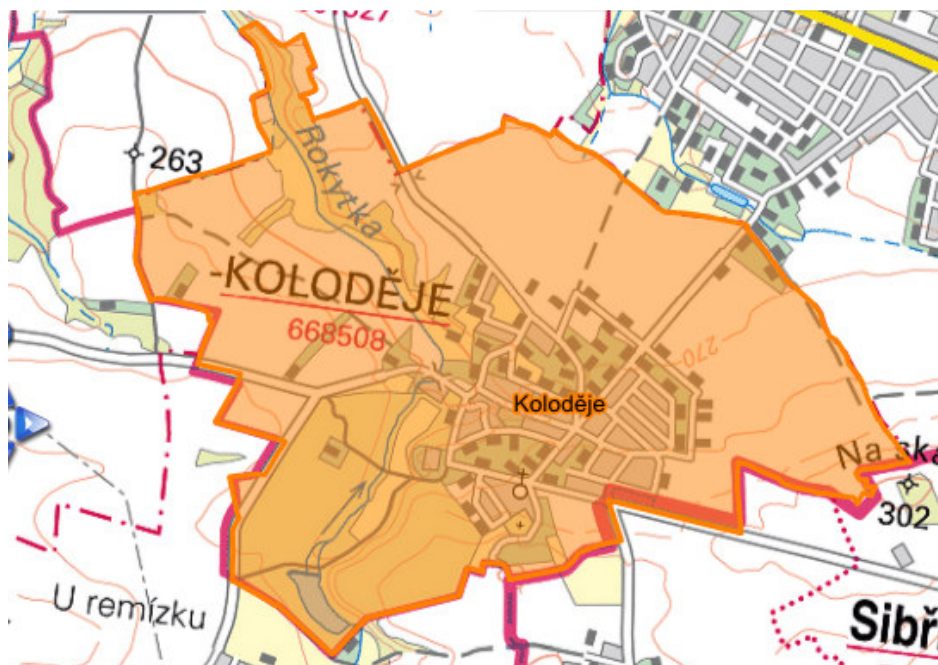 263
Rokytka
-KOLODĚJE
668508
270
Koloděje
Na
302
U remízku
Sibř